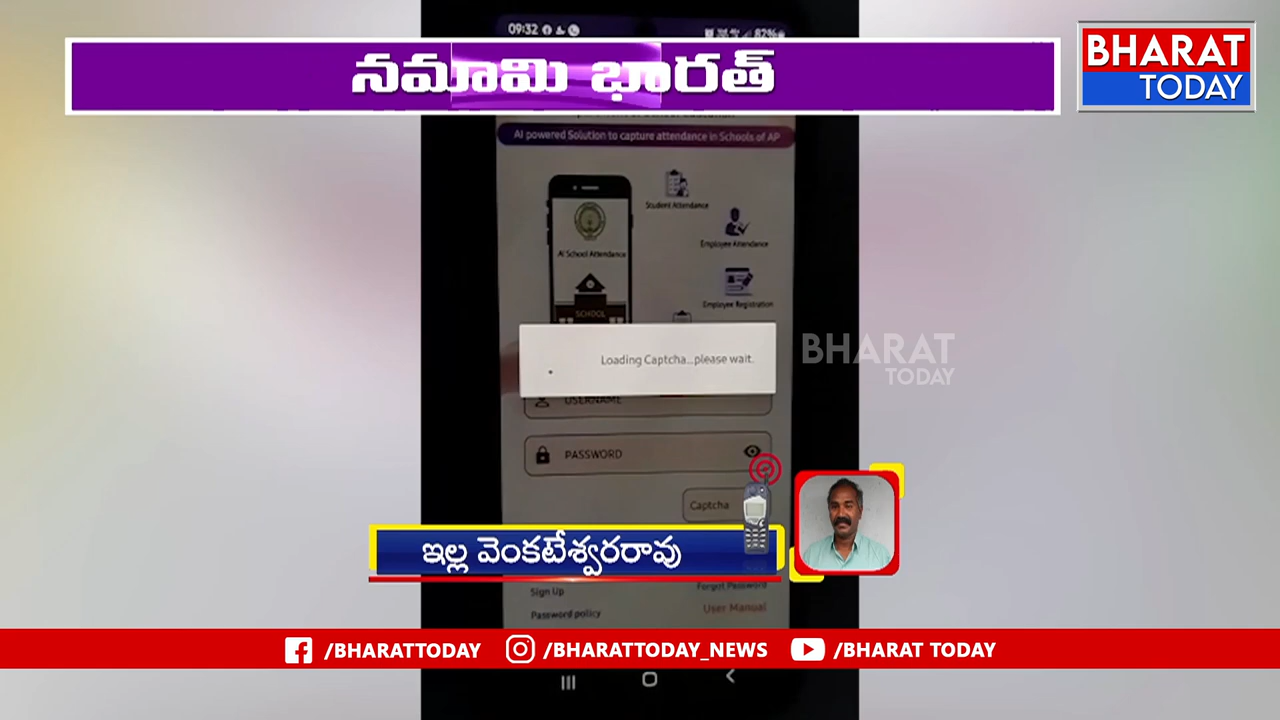 09:32
82%
నమామి భారత్
BHARAT
TODAY
AI powered Solution to capture attendance in Schools of AP
Student Attendance
Employee Attendance
AI School Attendance
Employee Registration
SCHOOL
Loading Captcha...please wait.
BHARAT
TODAY
USERNAME
PASSWORD
Captcha
ఇల్ల వెంకటేశ్వరరావు
Sign Up
Forgot Password
Password policy
User Manual
/BHARATTODAY
/BHARATTODAY_NEWS
/BHARAT TODAY